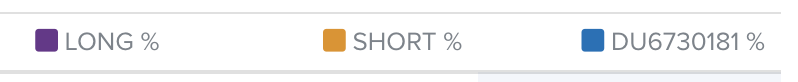 LONG % SHORT % DU6730181 %